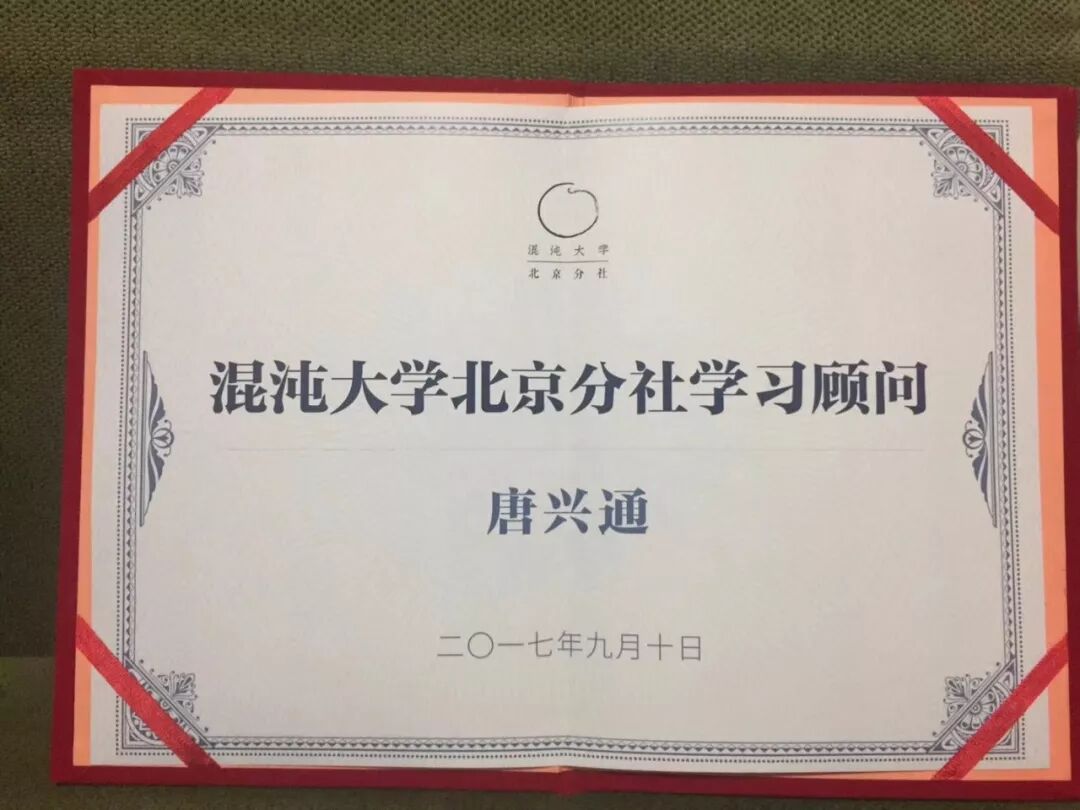 混沌大学
北京分社
混沌大学北京分社学习顾问
唐兴通
二〇一七年九月十日